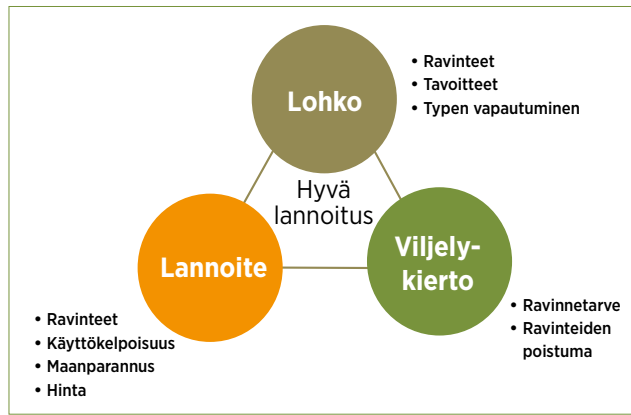 Lohko
• Ravinteet
• Tavoitteet
• Typen vapautuminen
Hyvä
lannoitus
Lannoite
Viljely-
kierto
• Ravinteet
• Käyttökelpoisuus
• Maanparannus
• Hinta
• Ravinnetarve
• Ravinteiden
poistuma